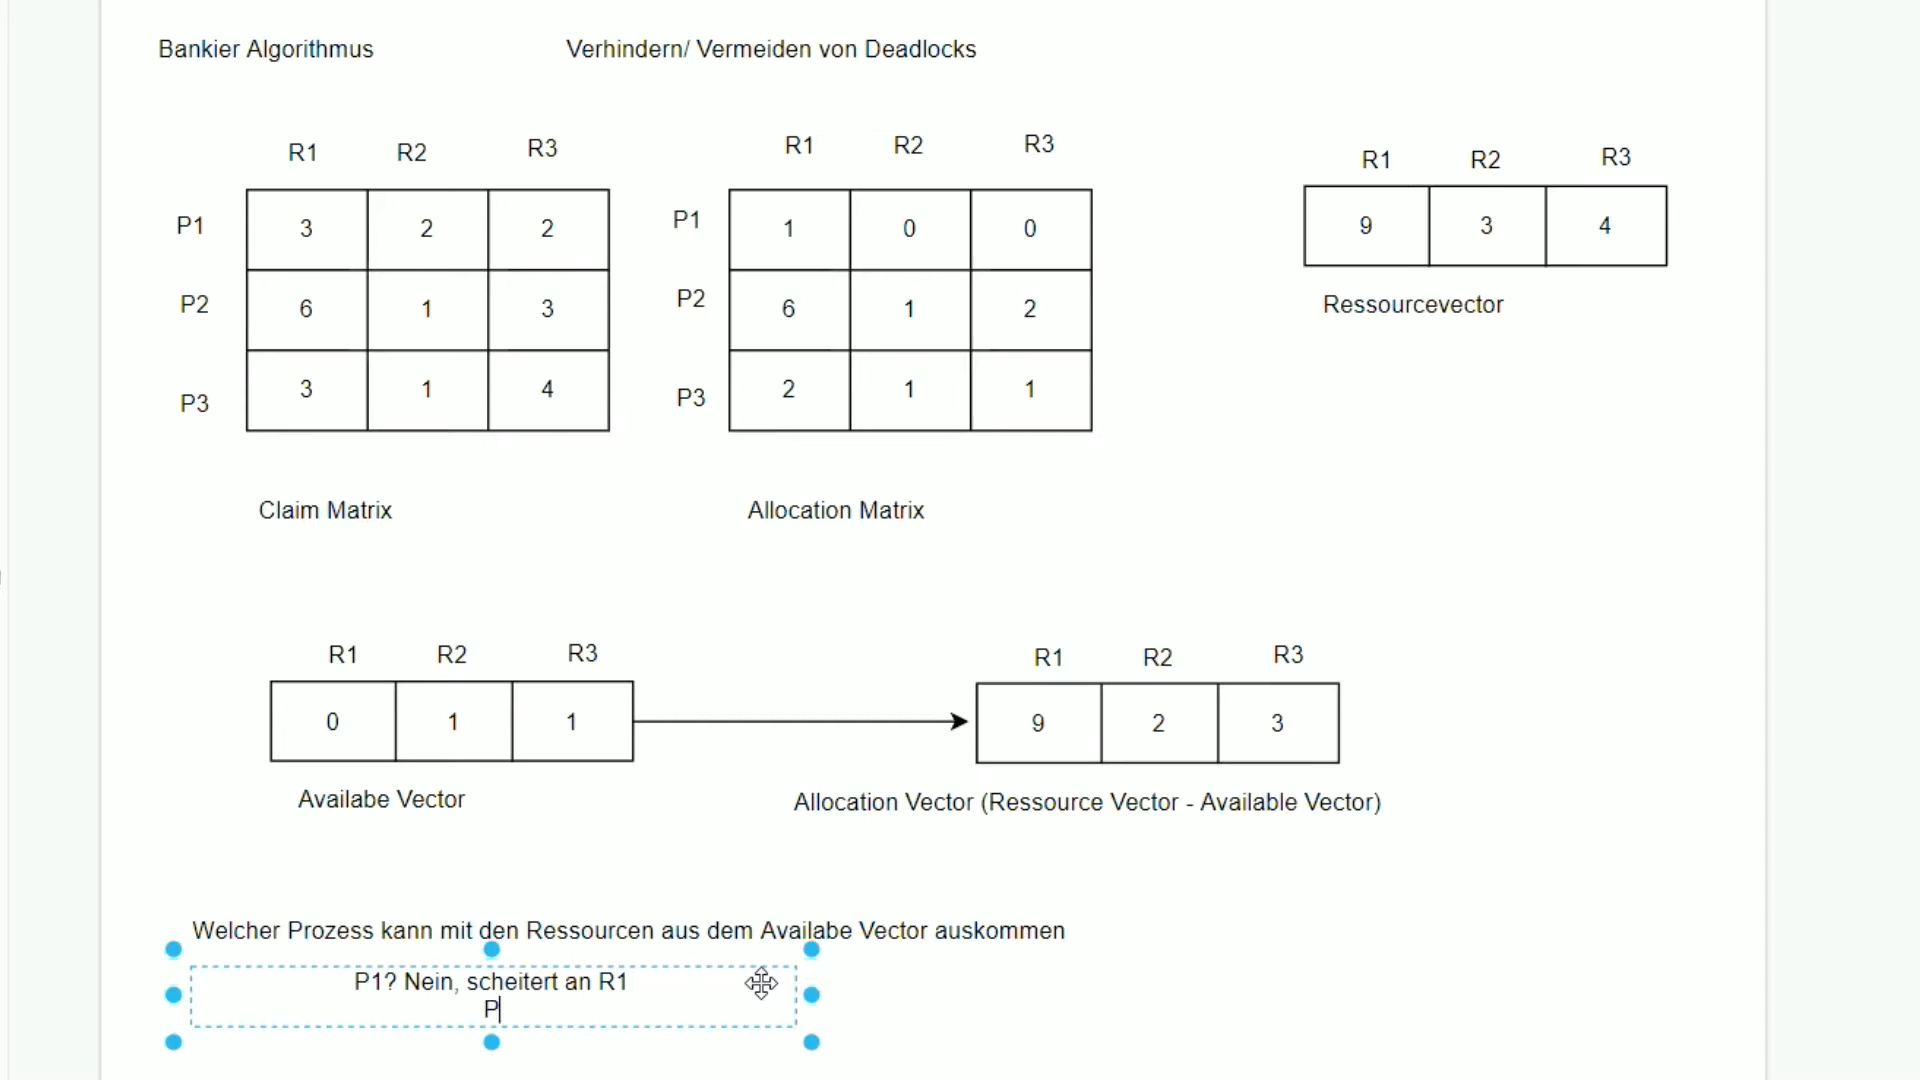 Bankier Algorithmus
Verhindern/ Vermeiden von Deadlocks
R1 R2 R3
P1 3 2 2
P2 6 1 3
P3 3 1 4
Claim Matrix
R1 R2 R3
P1 1 0 0
P2 6 1 2
P3 2 1 1
Allocation Matrix
R1 R2 R3
9 3 4
Ressourcevector
R1 R2 R3
0 1 1
Availabe Vector
R1 R2 R3
9 2 3
Allocation Vector (Ressource Vector - Available Vector)
Welcher Prozess kann mit den Ressourcen aus dem Availabe Vector auskommen
P1? Nein, scheitert an R1
P